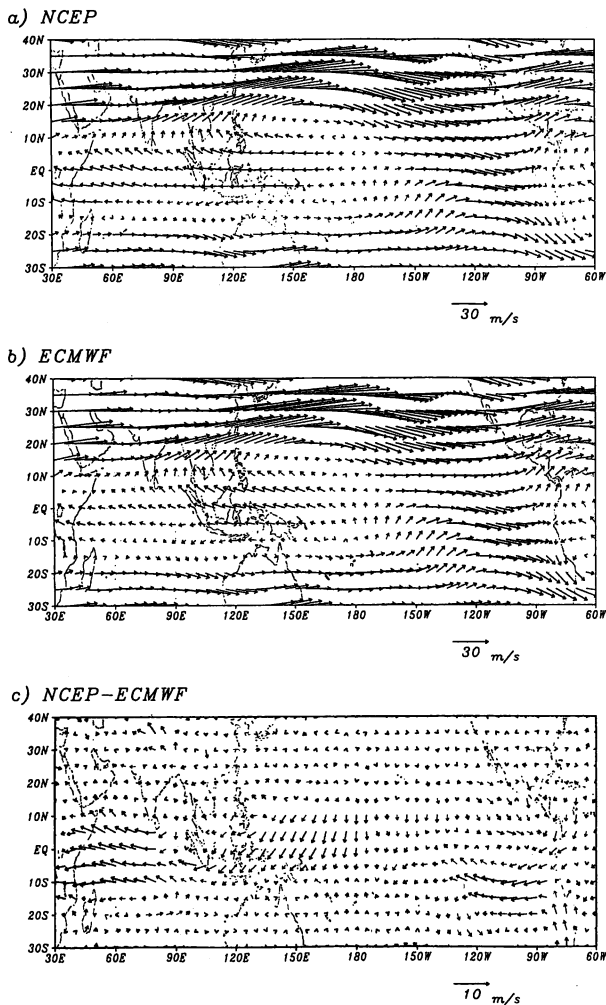 a) NCEP
40N
30N
20N
10N
EQ
10S
20S
30S
30E 60E 90E 120E 150E 180 150W 120W 90W 60W
30 m/s
b) ECMWF
40N
30N
20N
10N
EQ
10S
20S
30S
30E 60E 90E 120E 150E 180 150W 120W 90W 60W
30 m/s
c) NCEP-ECMWF
40N
30N
20N
10N
EQ
10S
20S
30S
30E 60E 90E 120E 150E 180 150W 120W 90W 60W
10 m/s